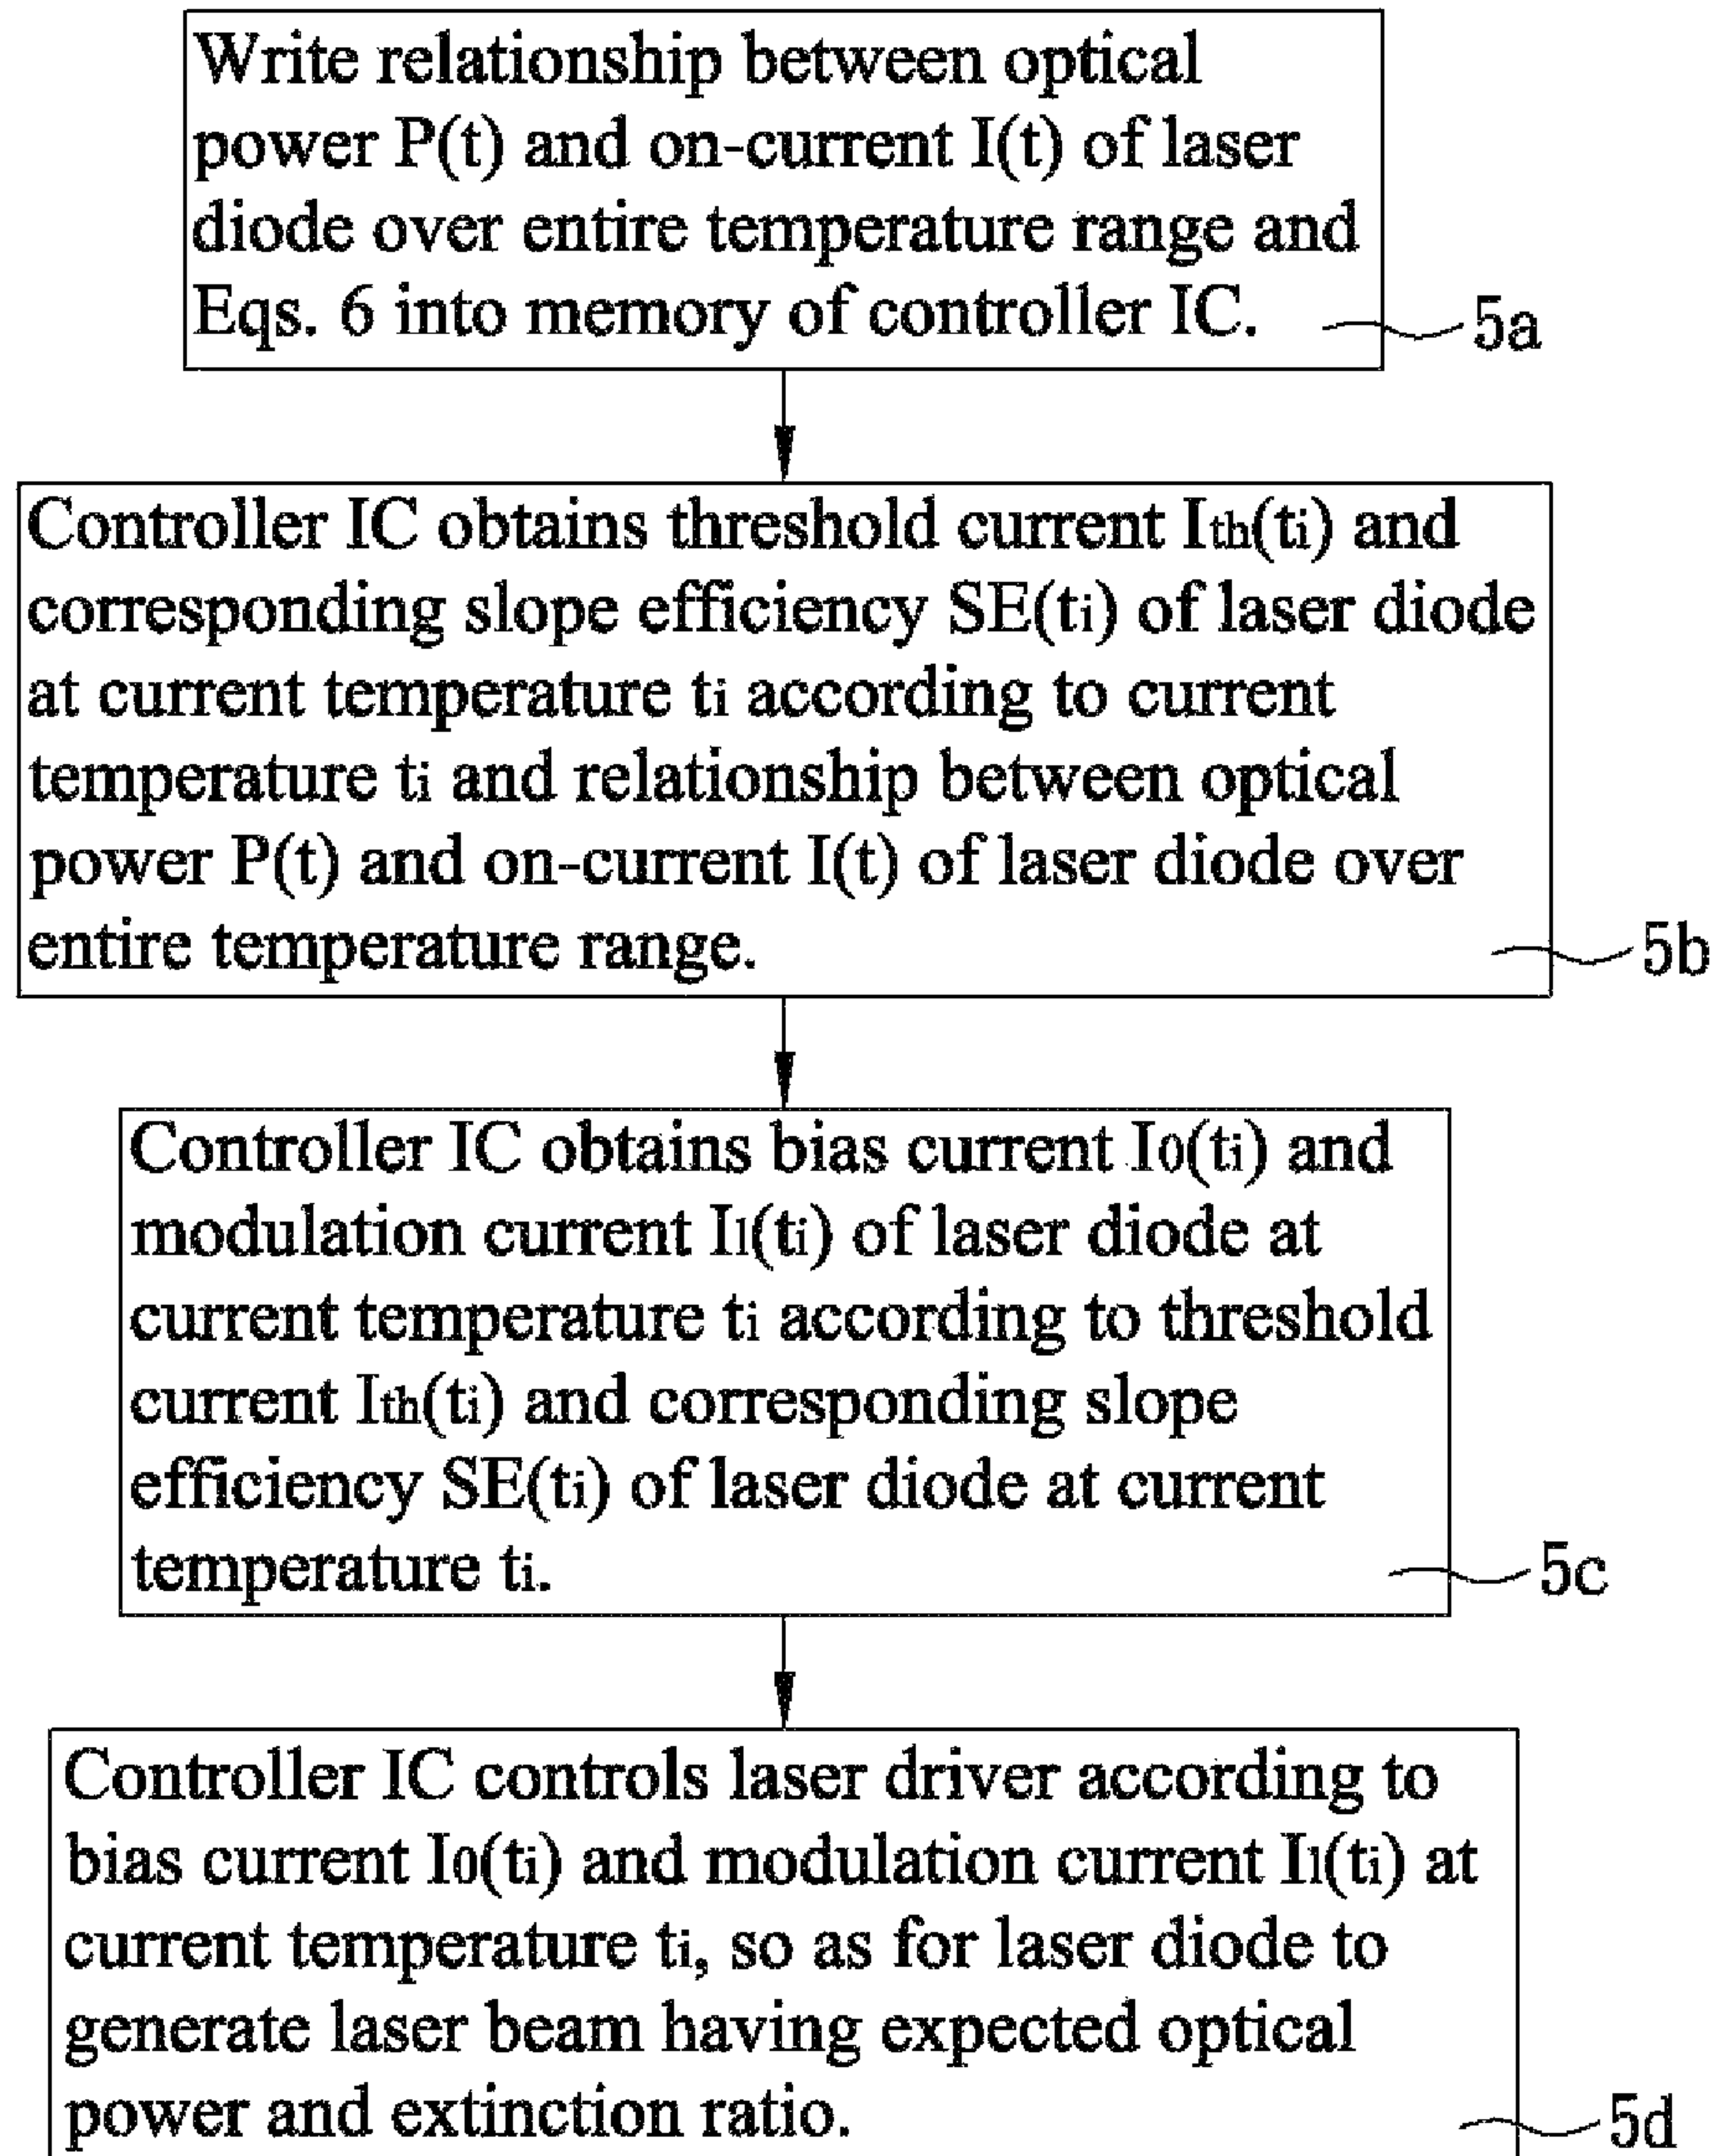 Write relationship between optical
power P(t) and on-current I(t) of laser
diode over entire temperature range and
Eqs. 6 into memory of controller IC.
5a
Controller IC obtains threshold current Ith(ti) and
corresponding slope efficiency SE(ti) of laser diode
at current temperature ti according to current
temperature ti and relationship between optical
power P(t) and on-current I(t) of laser diode over
entire temperature range.
5b
Controller IC obtains bias current I0(ti) and
modulation current I1(ti) of laser diode at
current temperature ti according to threshold
current Ith(ti) and corresponding slope
efficiency SE(ti) of laser diode at current
temperature ti.
5c
Controller IC controls laser driver according to
bias current I0(ti) and modulation current I1(ti) at
current temperature ti, so as for laser diode to
generate laser beam having expected optical
power and extinction ratio.
5d